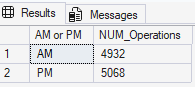 Results Messages
AM or PM NUM_Operations
1 AM 4932
2 PM 5068